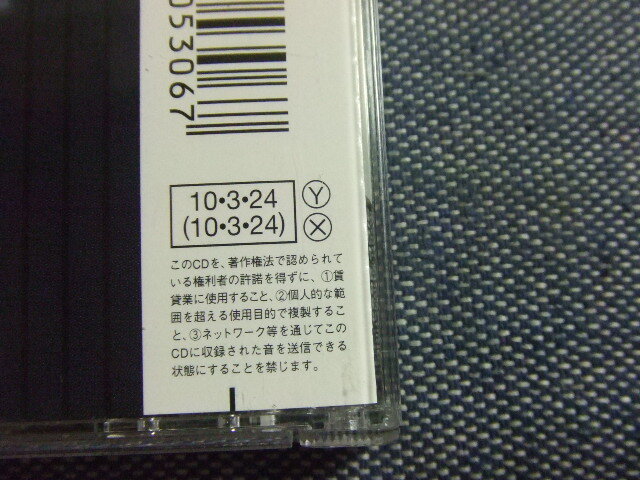 053067
10•3•24 Ⓨ
(10•3•24) Ⓧ
このCDを、著作権法で認められて
いる権利者の許諾を得ずに、①賃
貸業に使用すること、②個人的な範
囲を超える使用目的で複製するこ
と、③ネットワーク等を通じてこの
CDに収録された音を送信できる
状態にすることを禁じます。